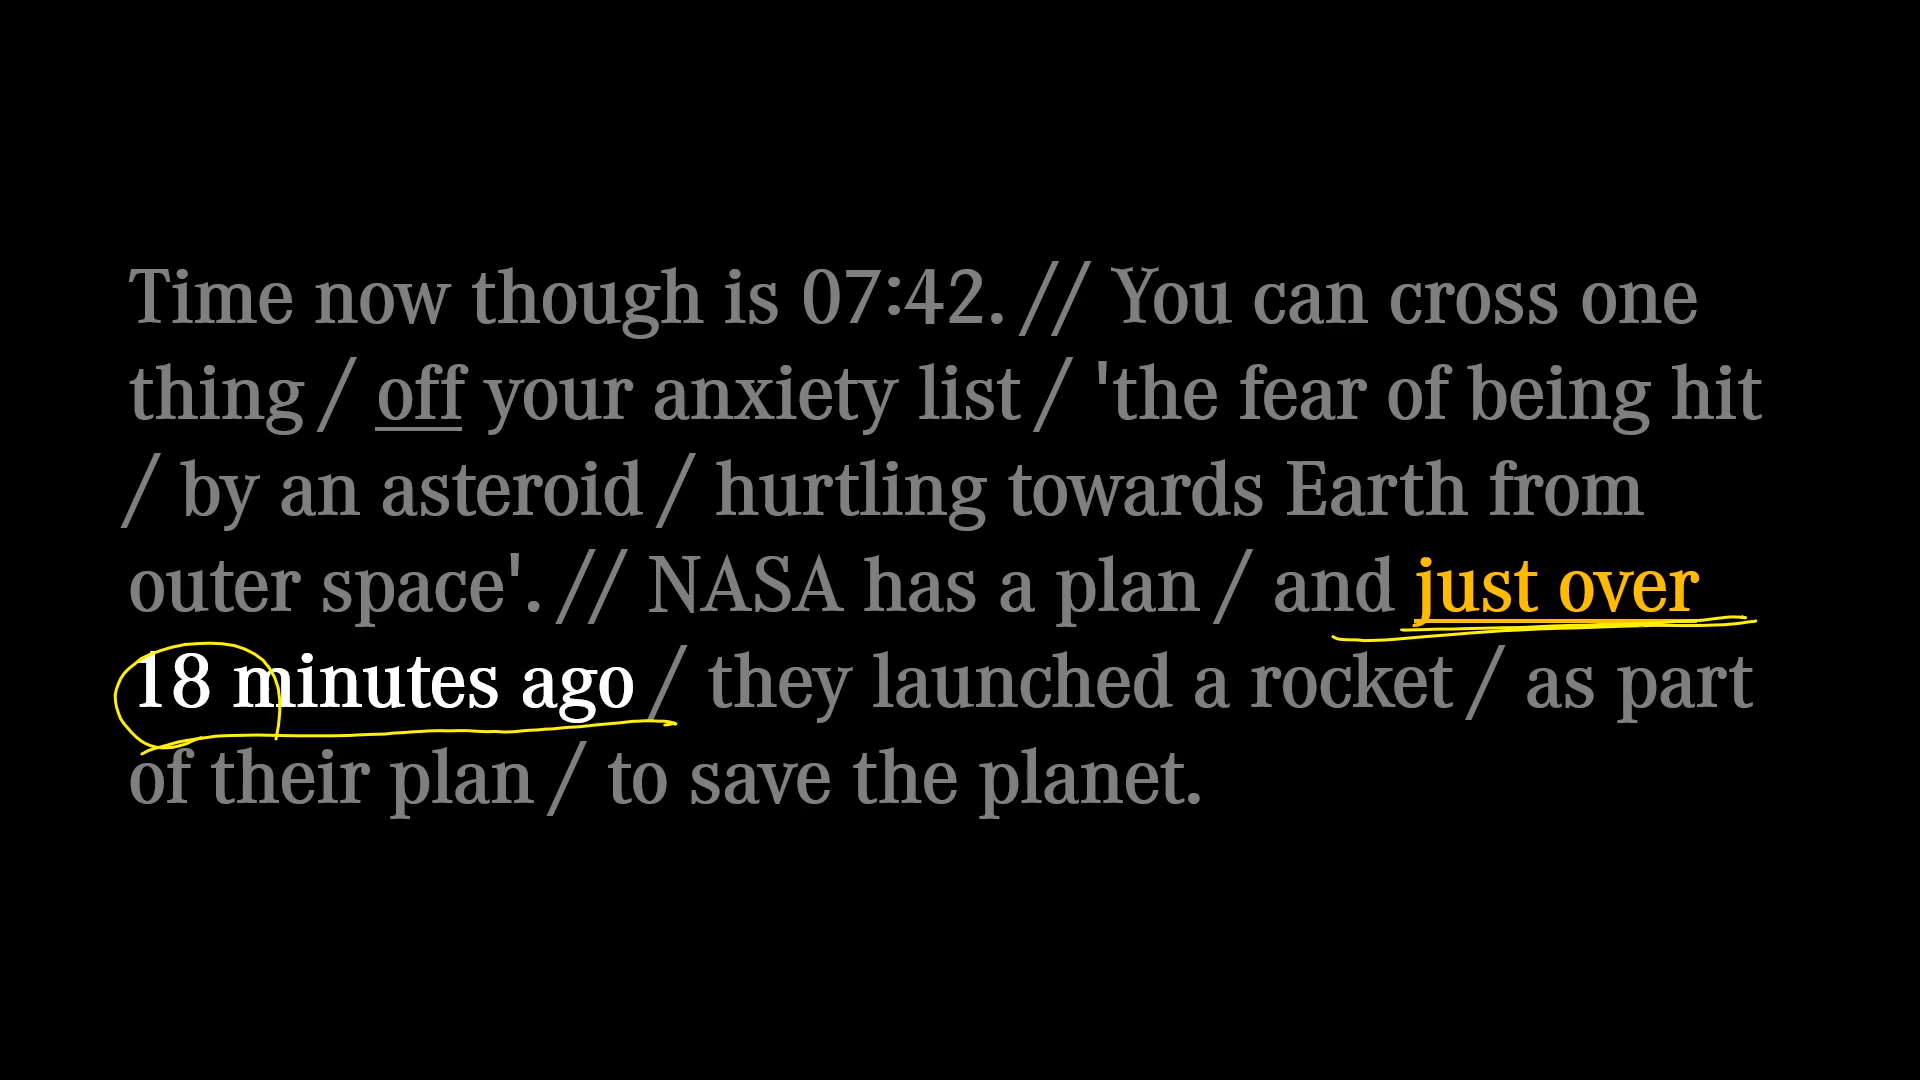 Time now though is 07:42. // You can cross one
thing / off your anxiety list / 'the fear of being hit
/ by an asteroid / hurtling towards Earth from
outer space'. // NASA has a plan / and just over
18 minutes ago / they launched a rocket / as part
of their plan / to save the planet.